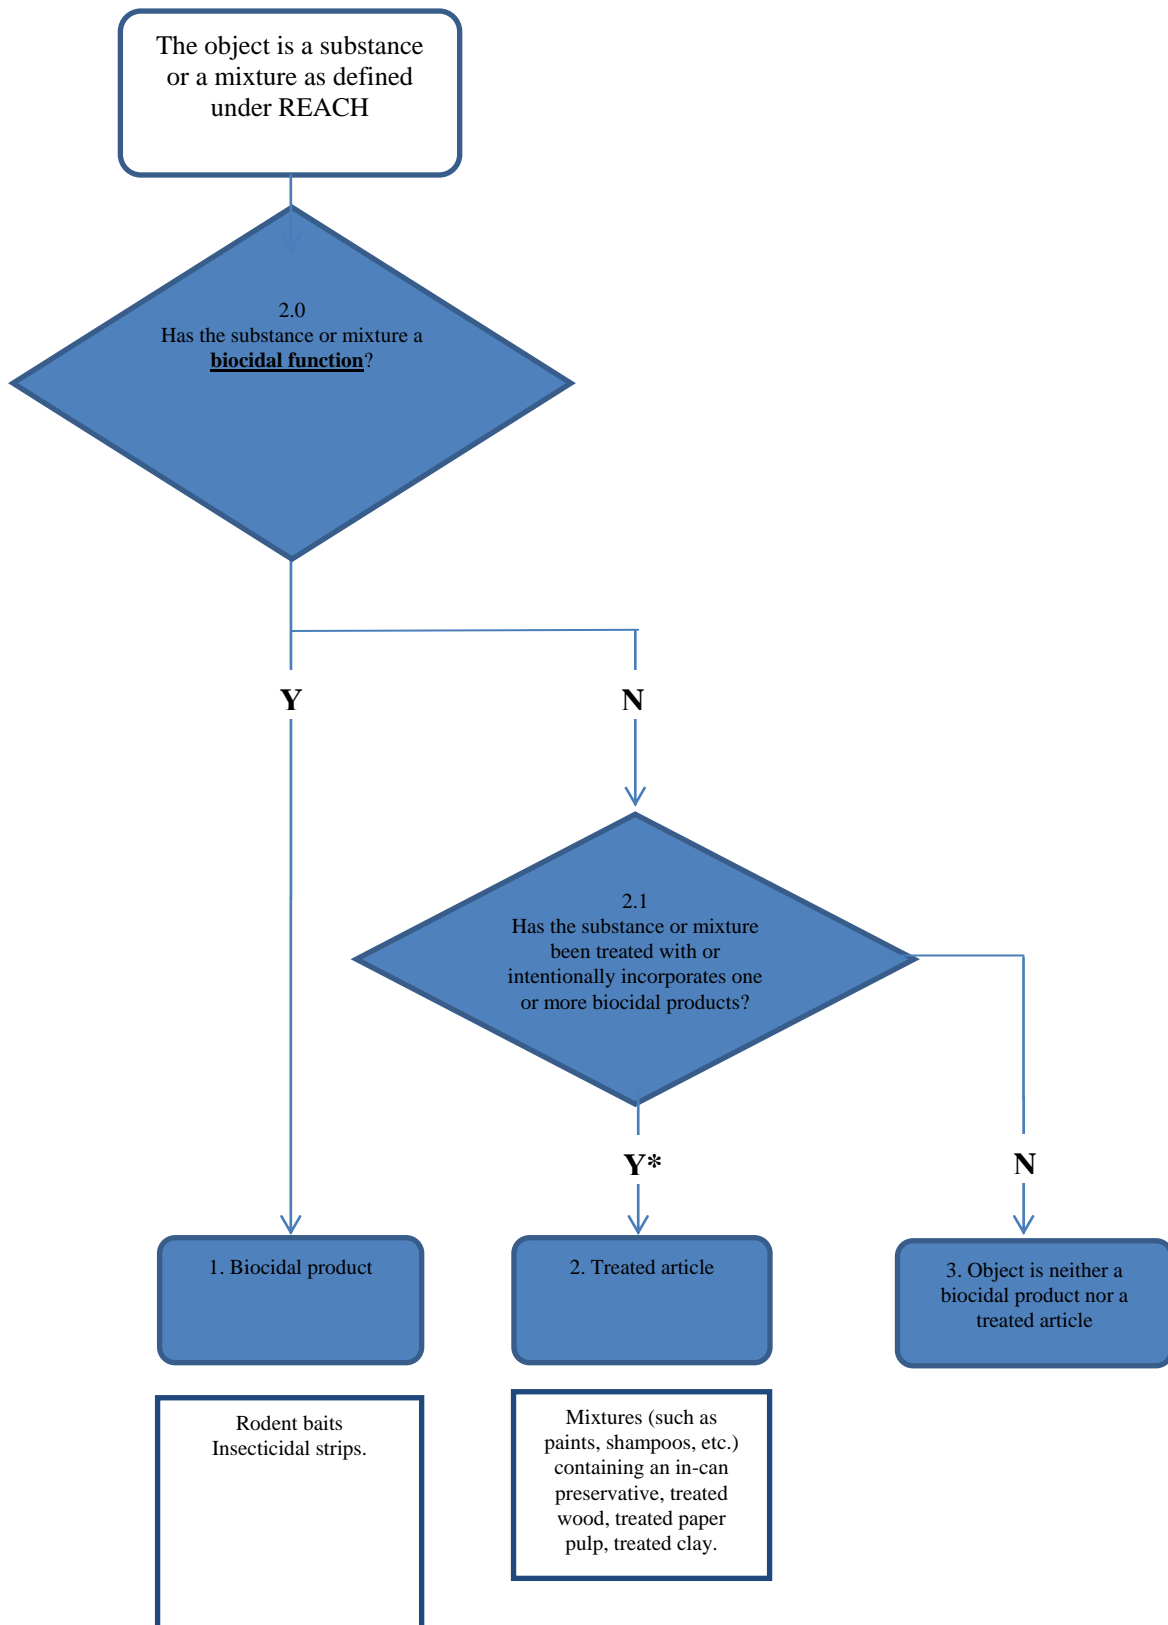 The object is a substance
or a mixture as defined
under REACH
2.0
Has the substance or mixture a
biocidal function?
Y
N
2.1
Has the substance or mixture
been treated with or
intentionally incorporates one
or more biocidal products?
Y*
N
1. Biocidal product
2. Treated article
3. Object is neither a
biocidal product nor a
treated article
Rodent baits
Insecticidal strips.
Mixtures (such as
paints, shampoos, etc.)
containing an in-can
preservative, treated
wood, treated paper
pulp, treated clay.